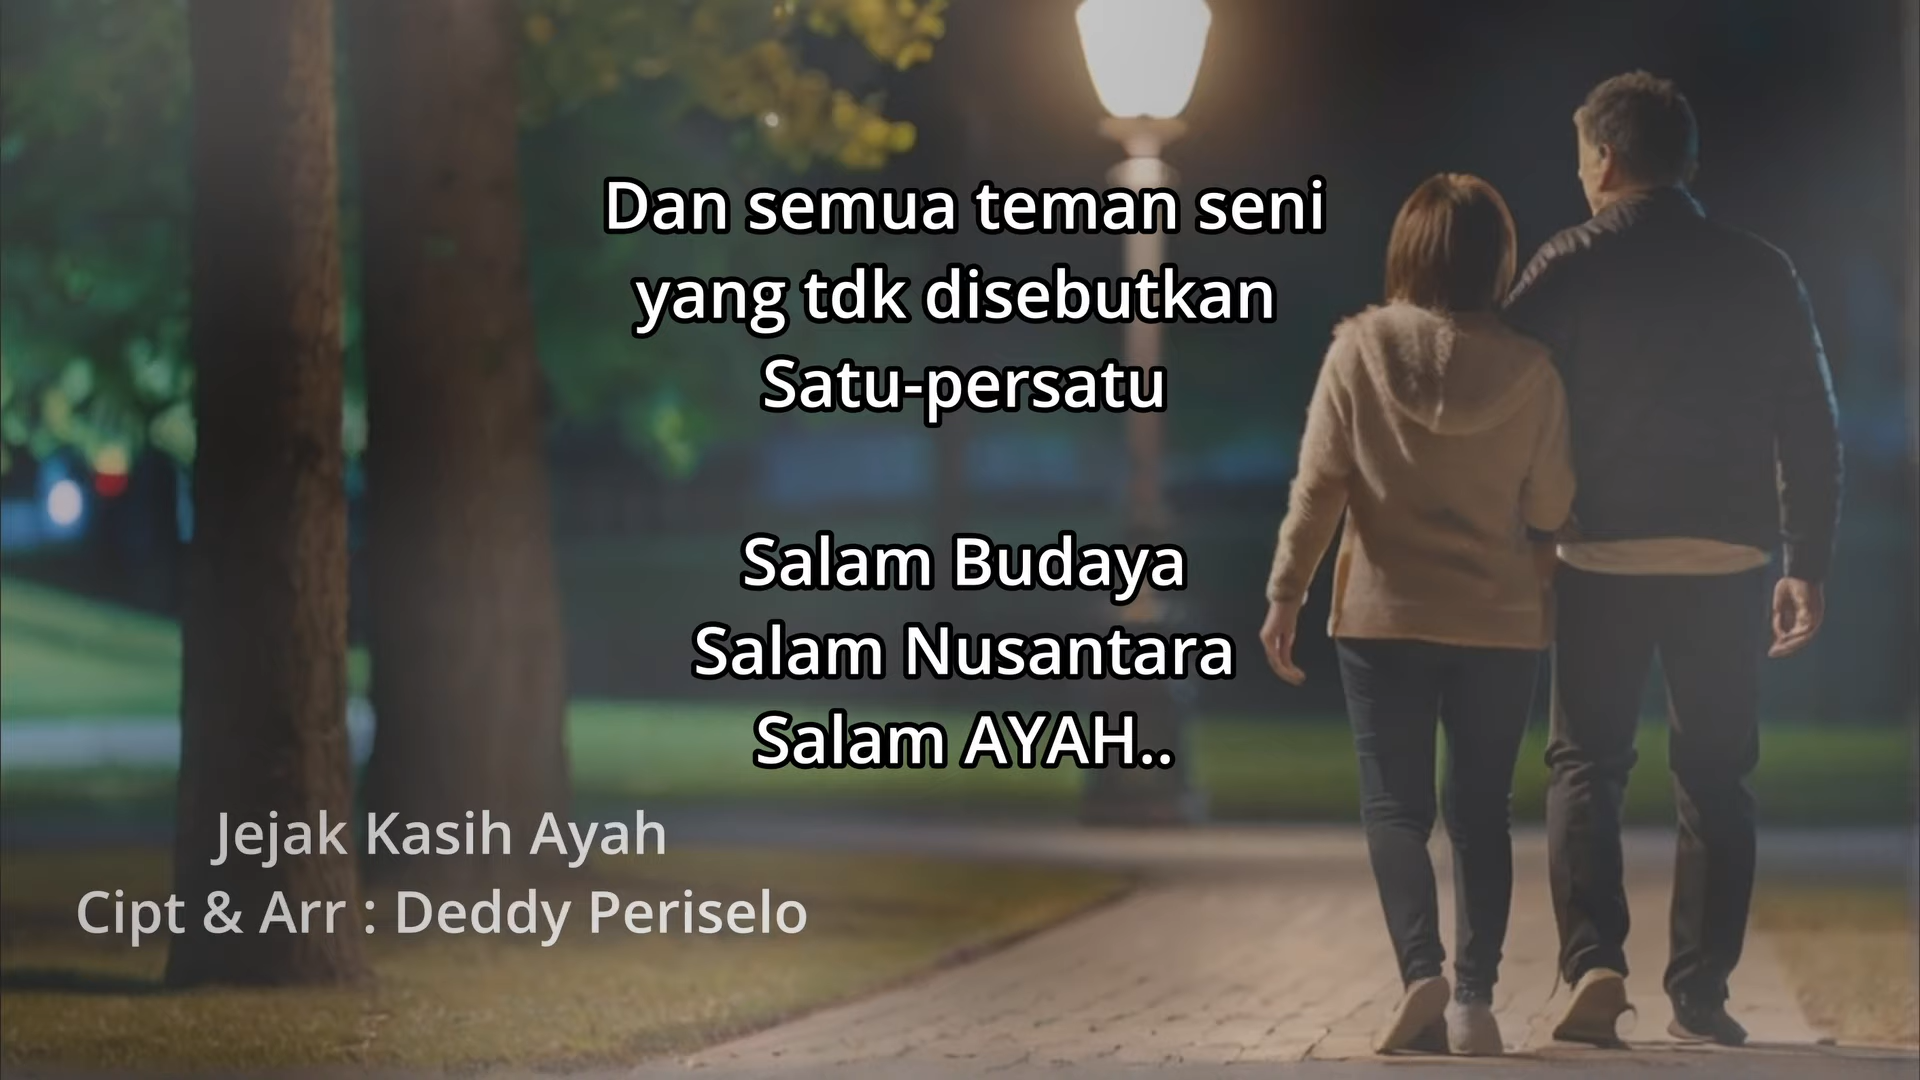 Dan semua teman seni
yang tdk disebutkan
Satu-persatu
Salam Budaya
Salam Nusantara
Salam AYAH..
Jejak Kasih Ayah
Cipt & Arr : Deddy Periselo